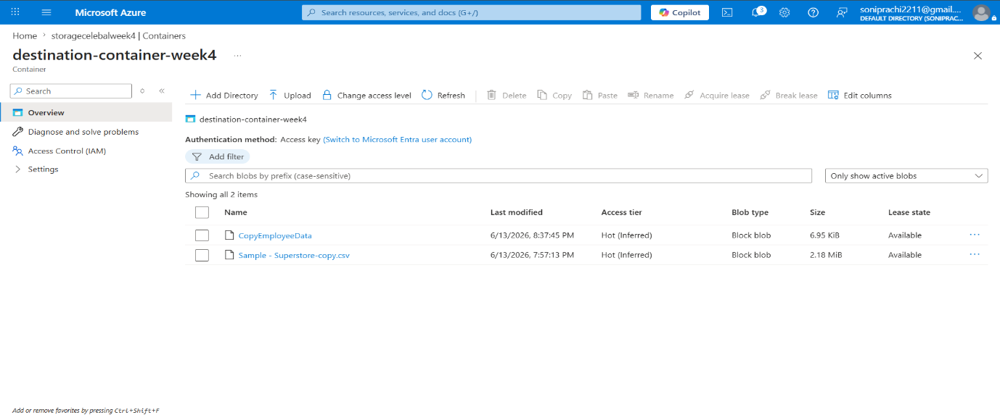 Microsoft Azure
Search resources, services, and docs (G+/)
Copilot
3
soniprachi2211@gmail....
DEFAULT DIRECTORY (SONIPRAC...
Home > storagecelebalweek4 | Containers
destination-container-week4 ...
Container
Search
Overview
Diagnose and solve problems
Access Control (IAM)
Settings
Add Directory Upload Change access level Refresh Delete Copy Paste Rename Acquire lease Break lease Edit columns
destination-container-week4
Authentication method: Access key (Switch to Microsoft Entra user account)
Add filter
Search blobs by prefix (case-sensitive)
Only show active blobs
Showing all 2 items
Name Last modified Access tier Blob type Size Lease state
CopyEmployeeData 6/13/2026, 8:37:45 PM Hot (Inferred) Block blob 6.95 KiB Available ...
Sample - Superstore-copy.csv 6/13/2026, 7:57:13 PM Hot (Inferred) Block blob 2.18 MiB Available ...
Add or remove favorites by pressing Ctrl+Shift+F